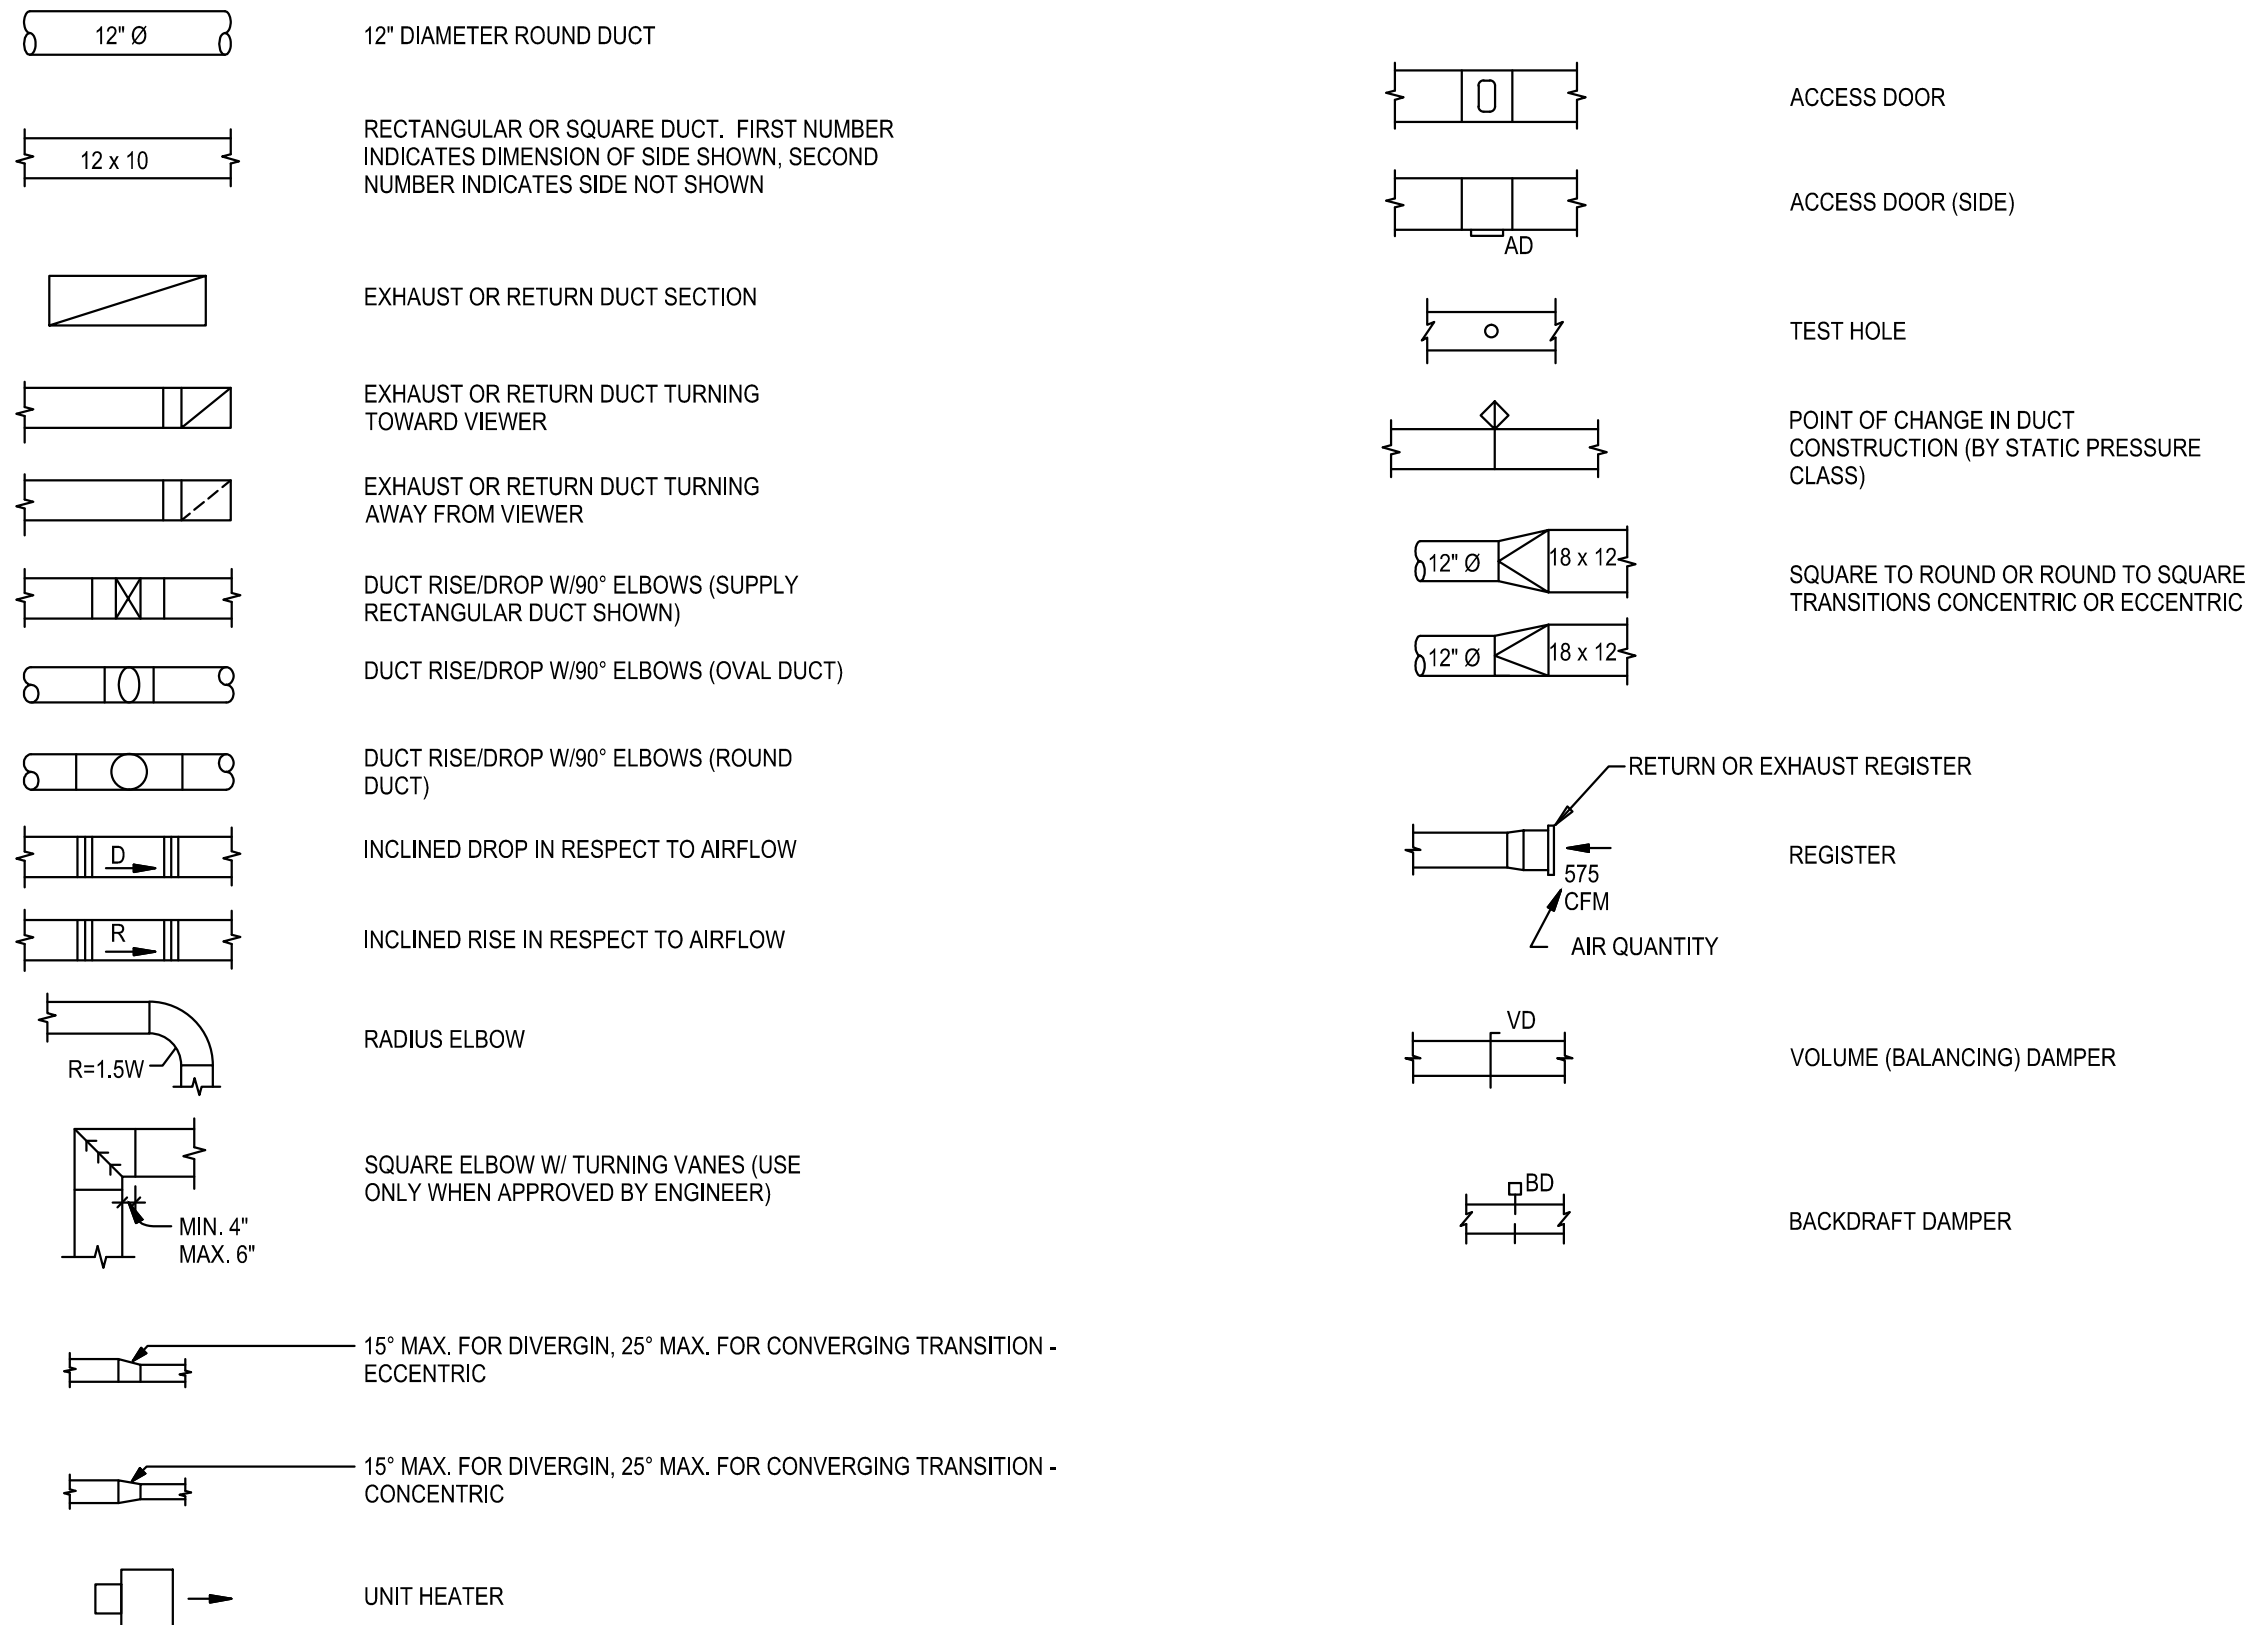 12" Ø
12" DIAMETER ROUND DUCT
12 x 10
RECTANGULAR OR SQUARE DUCT.  FIRST NUMBER
INDICATES DIMENSION OF SIDE SHOWN, SECOND
NUMBER INDICATES SIDE NOT SHOWN
EXHAUST OR RETURN DUCT SECTION
EXHAUST OR RETURN DUCT TURNING
TOWARD VIEWER
EXHAUST OR RETURN DUCT TURNING
AWAY FROM VIEWER
DUCT RISE/DROP W/90° ELBOWS (SUPPLY
RECTANGULAR DUCT SHOWN)
DUCT RISE/DROP W/90° ELBOWS (OVAL DUCT)
DUCT RISE/DROP W/90° ELBOWS (ROUND
DUCT)
D
INCLINED DROP IN RESPECT TO AIRFLOW
R
INCLINED RISE IN RESPECT TO AIRFLOW
R=1.5W
RADIUS ELBOW
SQUARE ELBOW W/ TURNING VANES (USE
ONLY WHEN APPROVED BY ENGINEER)
MIN. 4"
MAX. 6"
15° MAX. FOR DIVERGIN, 25° MAX. FOR CONVERGING TRANSITION -
ECCENTRIC
15° MAX. FOR DIVERGIN, 25° MAX. FOR CONVERGING TRANSITION -
CONCENTRIC
UNIT HEATER
ACCESS DOOR
AD
ACCESS DOOR (SIDE)
TEST HOLE
POINT OF CHANGE IN DUCT
CONSTRUCTION (BY STATIC PRESSURE
CLASS)
12" Ø
18 x 12
12" Ø
18 x 12
SQUARE TO ROUND OR ROUND TO SQUARE
TRANSITIONS CONCENTRIC OR ECCENTRIC
RETURN OR EXHAUST REGISTER
575
CFM
AIR QUANTITY
REGISTER
VD
VOLUME (BALANCING) DAMPER
BD
BACKDRAFT DAMPER